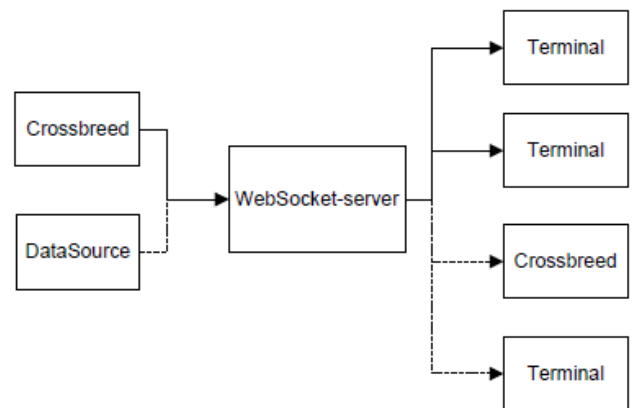 Crossbreed
DataSource
WebSocket-server
Terminal
Terminal
Crossbreed
Terminal